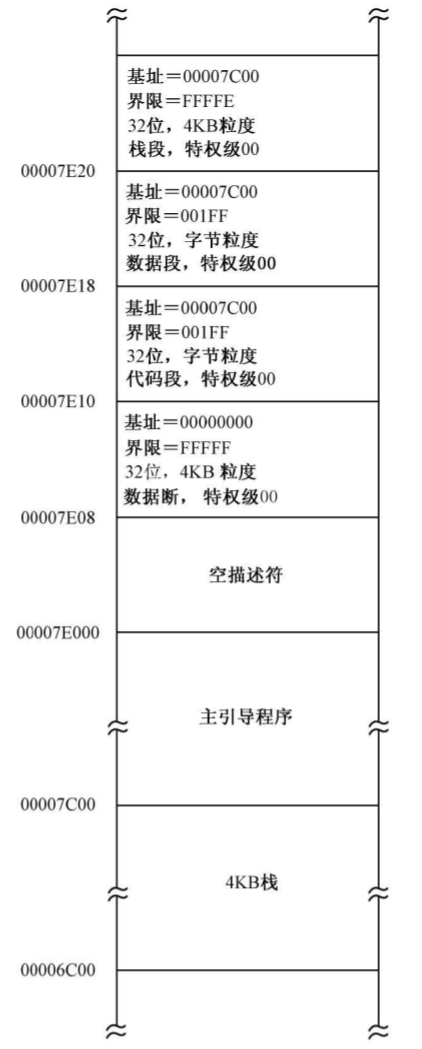 基址＝00007C00
界限＝FFFFE
32位，4KB粒度
栈段，特权级00
00007E20
基址＝00007C00
界限＝001FF
32位，字节粒度
数据段，特权级00
00007E18
基址＝00007C00
界限＝001FF
32位，字节粒度
代码段，特权级00
00007E10
基址＝00000000
界限＝FFFFF
32位，4KB 粒度
数据断， 特权级00
00007E08
空描述符
00007E000
主引导程序
00007C00
4KB栈
00006C00